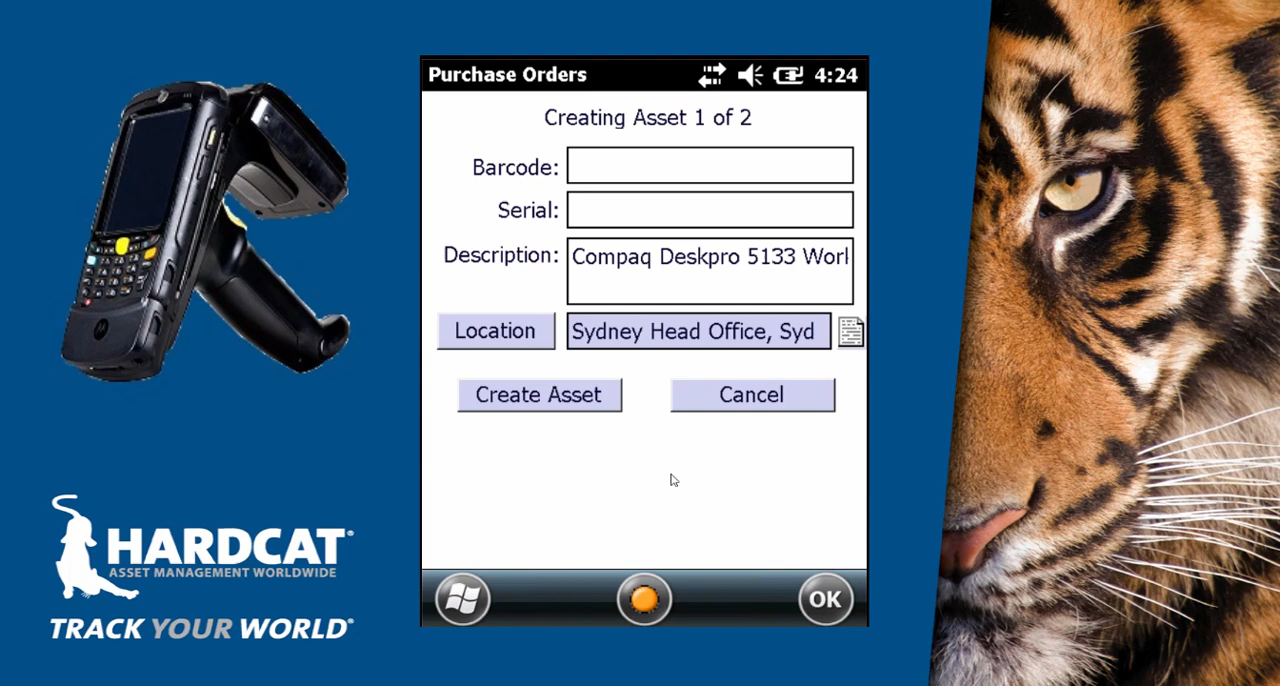 Purchase Orders 4:24
Creating Asset 1 of 2
Barcode:
Serial:
Description: Compaq Deskpro 5133 Work
Location Sydney Head Office, Syd
Create Asset Cancel
OK
HARDCAT®
ASSET MANAGEMENT WORLDWIDE
TRACK YOUR WORLD®